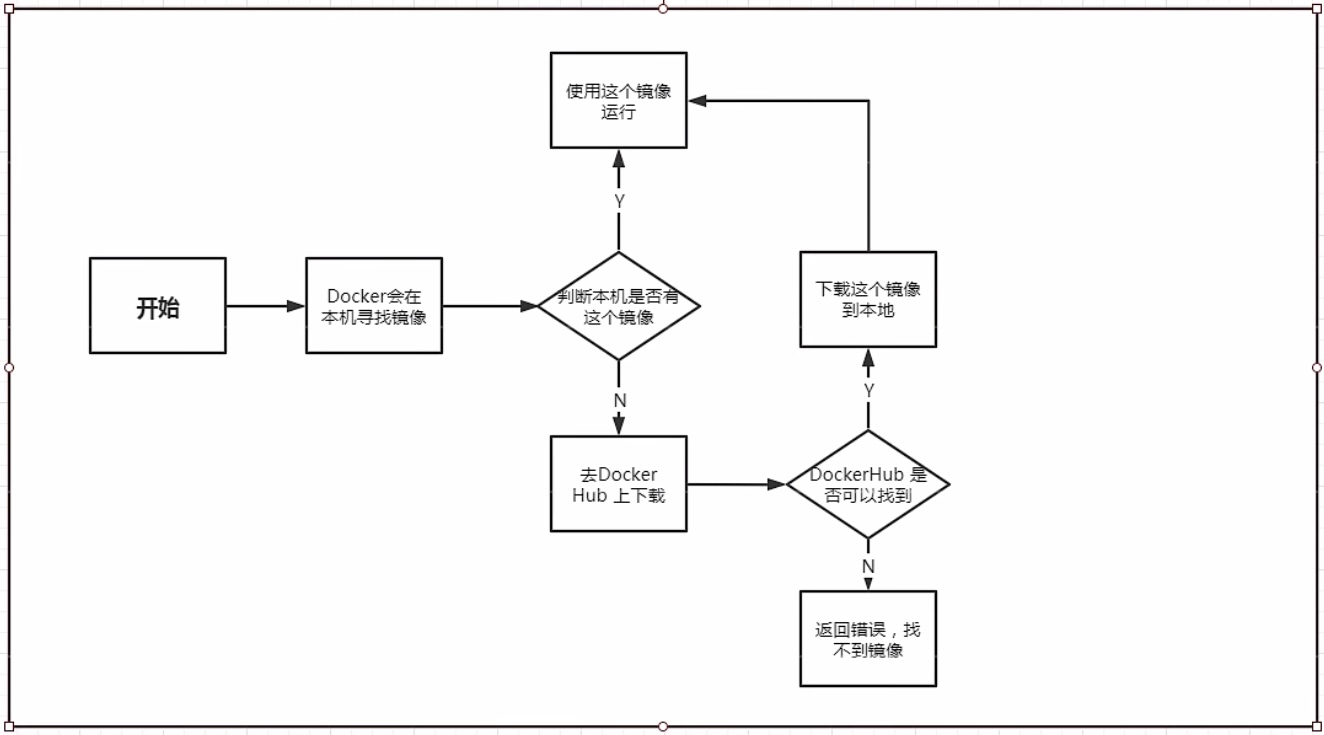 使用这个镜像
运行
Y
开始
Docker会在
本机寻找镜像
判断本机是否有
这个镜像
下载这个镜像
到本地
N
Y
去Docker
Hub 上下载
DockerHub 是
否可以找到
N
返回错误，找
不到镜像